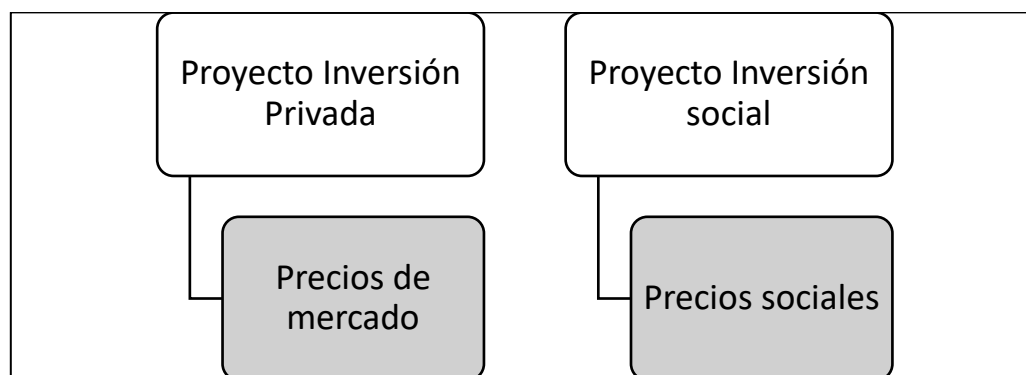 Proyecto Inversión
Privada
Proyecto Inversión
social
Precios de
mercado
Precios sociales